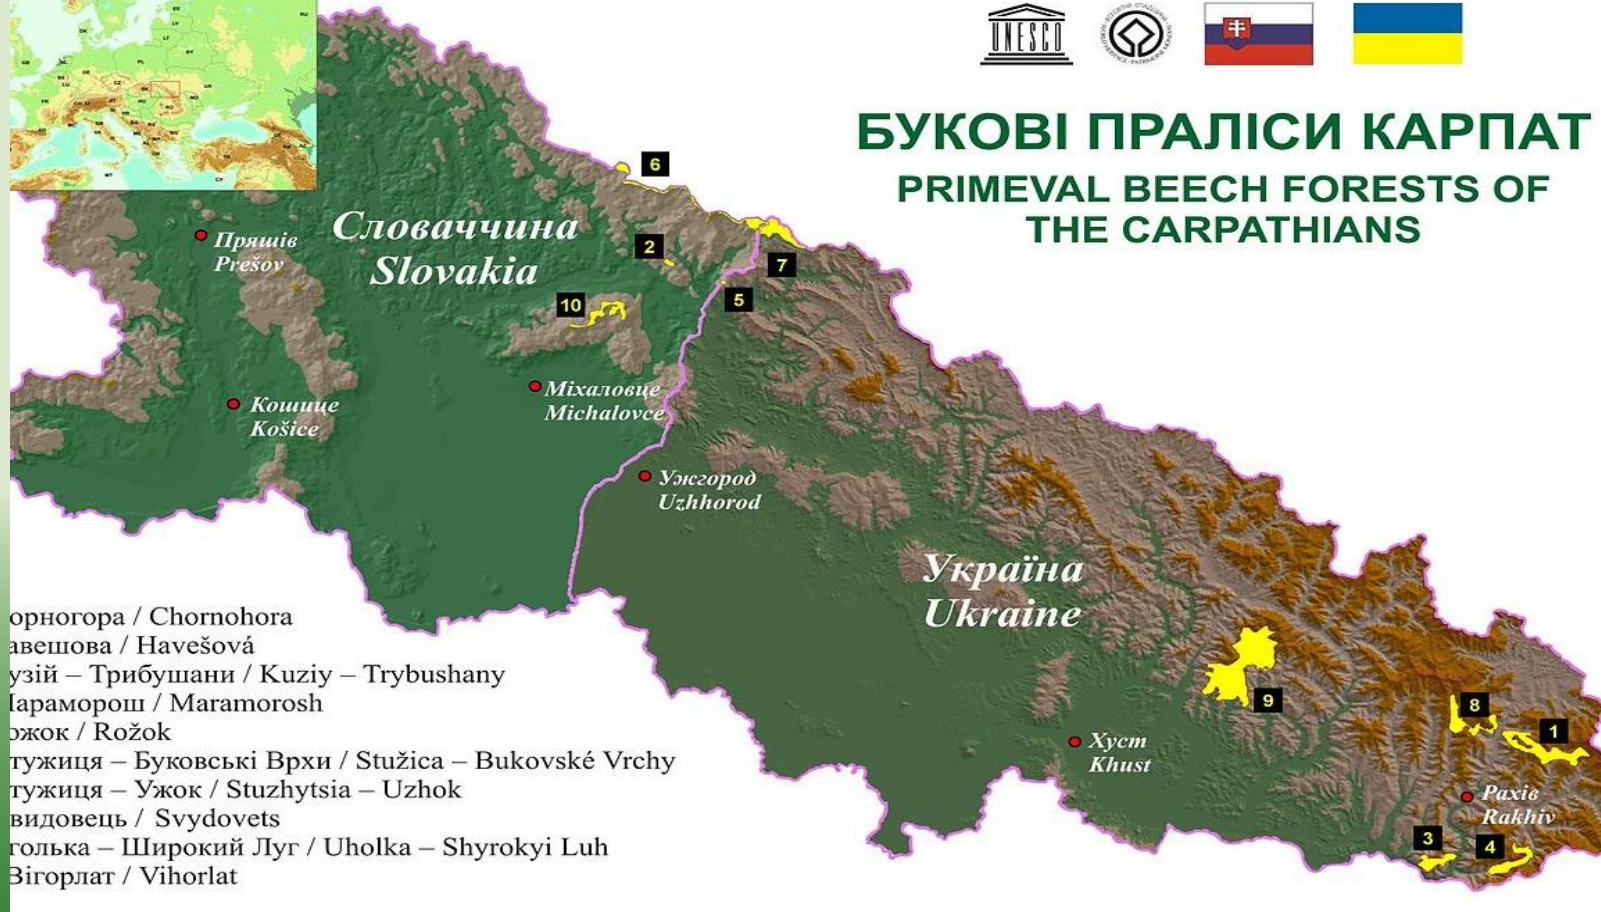 UNESCO
БУКОВІ ПРАЛІСИ КАРПАТ
PRIMEVAL BEECH FORESTS OF
THE CARPATHIANS
6
Словаччина
Slovakia
Пряшів
Prešov
2
7
5
10
Міхаловце
Michalovce
Кошице
Košice
Ужгород
Uzhhorod
Україна
Ukraine
9
8
1
Хуст
Khust
Рахів
Rakhiv
3
4
орногора / Chornohora
авешова / Havešová
узій – Трибушани / Kuziy – Trybushany
араморош / Maramorosh
ожок / Rožok
тужиця – Буковські Врхи / Stužica – Bukovské Vrchy
тужиця – Ужок / Stuzhytsia – Uzhok
видовець / Svydovets
голька – Широкий Луг / Uholka – Shyrokyi Luh
Вігорлат / Vihorlat